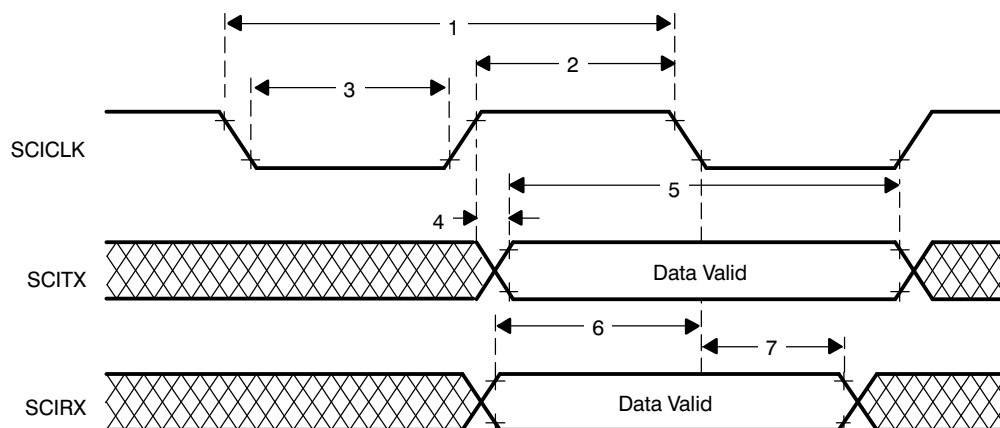 1
2
3
SCICLK
5
4
SCITX
Data Valid
6
7
SCIRX
Data Valid